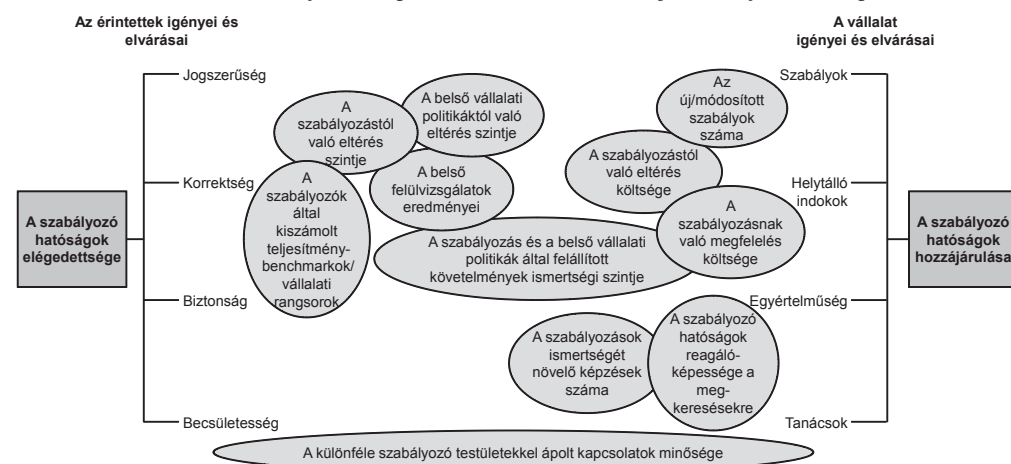 Az érintettek igényei és
elvárásai
A vállalat
igényei és elvárásai
A szabályozó
hatóságok
elégedettsége
Jogszerűség
Korrektség
Biztonság
Becsületesség
A
szabályozástól
való eltérés
szintje
A belső vállalati
politikáktól való
eltérés szintje
A belső
felülvizsgálatok
eredményei
A
szabályozók
által
kiszámolt
teljesítmény-
benchmarkok/
vállalati
rangsorok
A szabályozás és a belső vállalati
politikák által felállított
követelmények ismertségi szintje
Az
új/módosított
szabályok
száma
A szabályozástól
való eltérés
költsége
A
szabályozásnak
való megfelelés
költsége
A szabályozások
ismertségét
növelő képzések
száma
A szabályozó
hatóságok
reagáló-
képessége a
meg-
keresésekre
A különféle szabályozó testületekkel ápolt kapcsolatok minősége
Szabályok
Helytálló
indokok
Egyértelműség
Tanácsok
A szabályozó
hatóságok
hozzájárulása